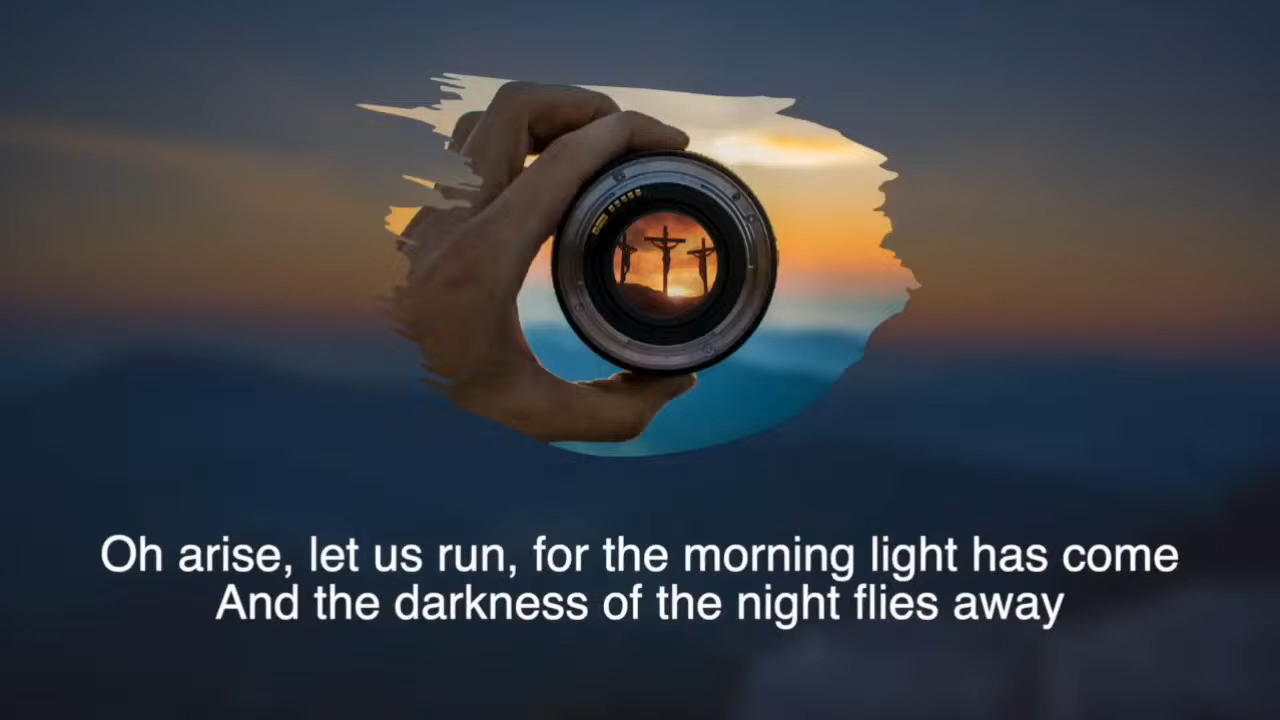 Oh arise, let us run, for the morning light has come
And the darkness of the night flies away